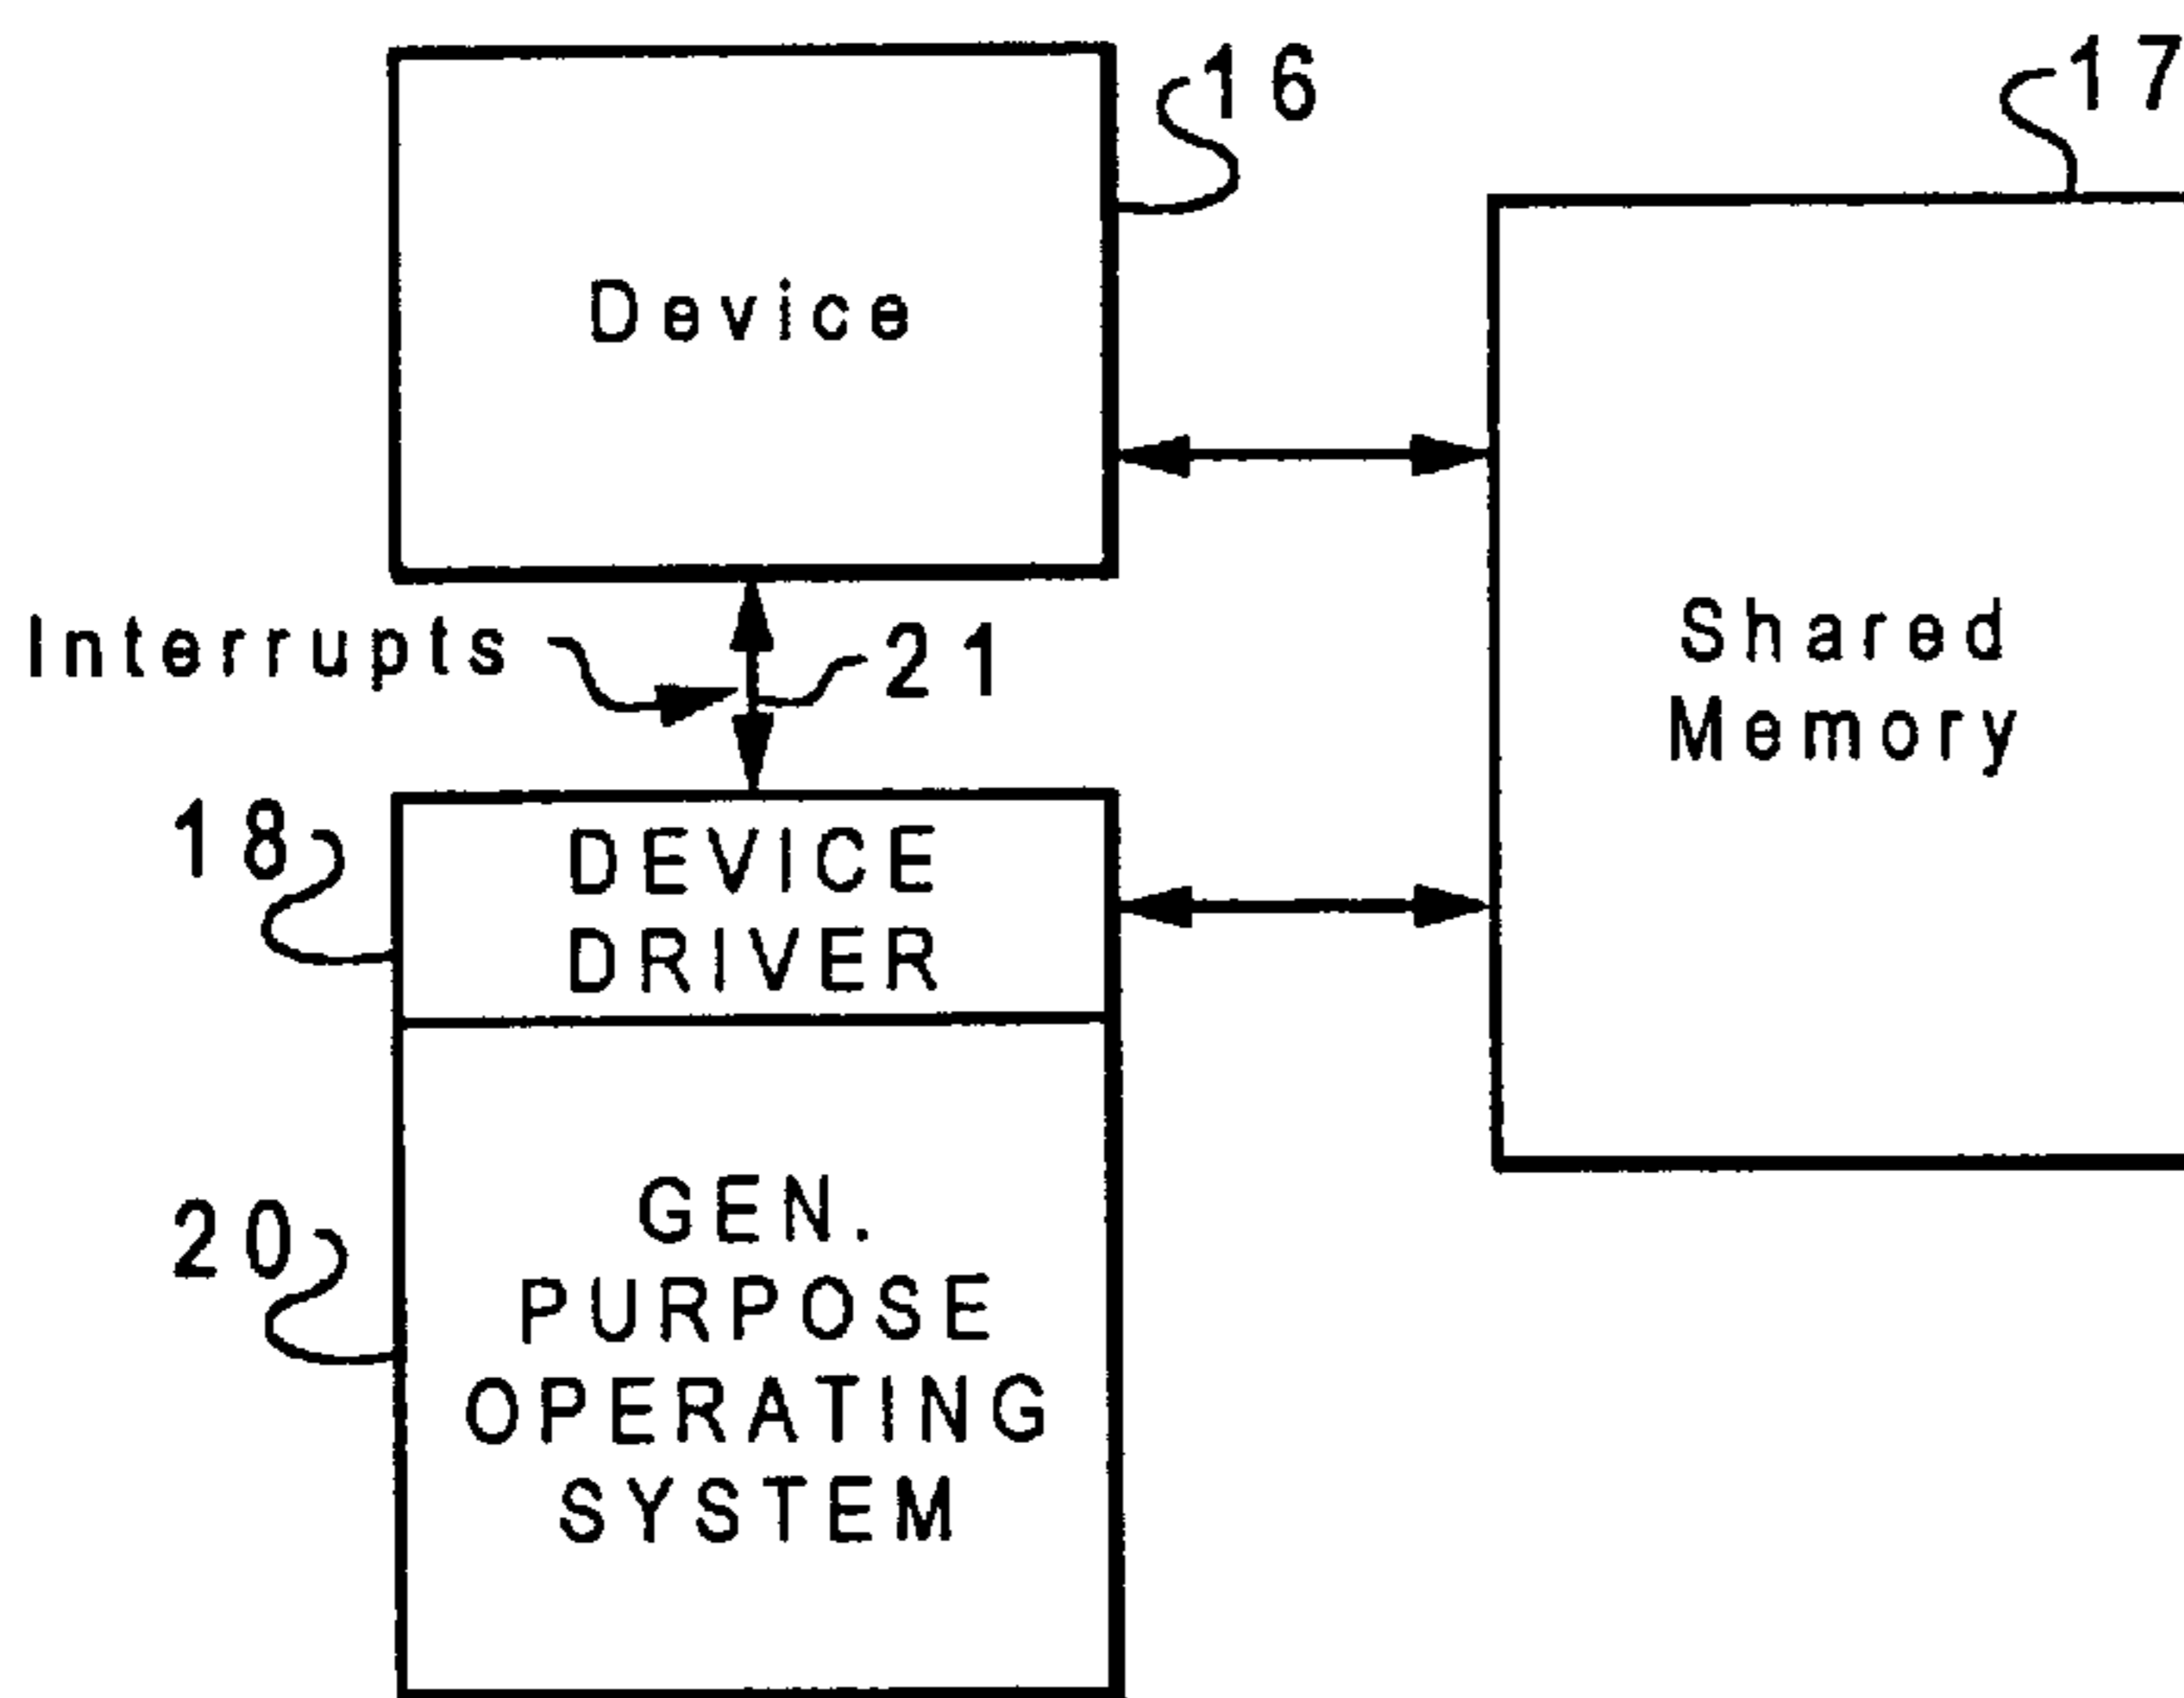 16
17
Device
Interrupts
21
Shared
Memory
18
DEVICE
DRIVER
20
GEN.
PURPOSE
OPERATING
SYSTEM